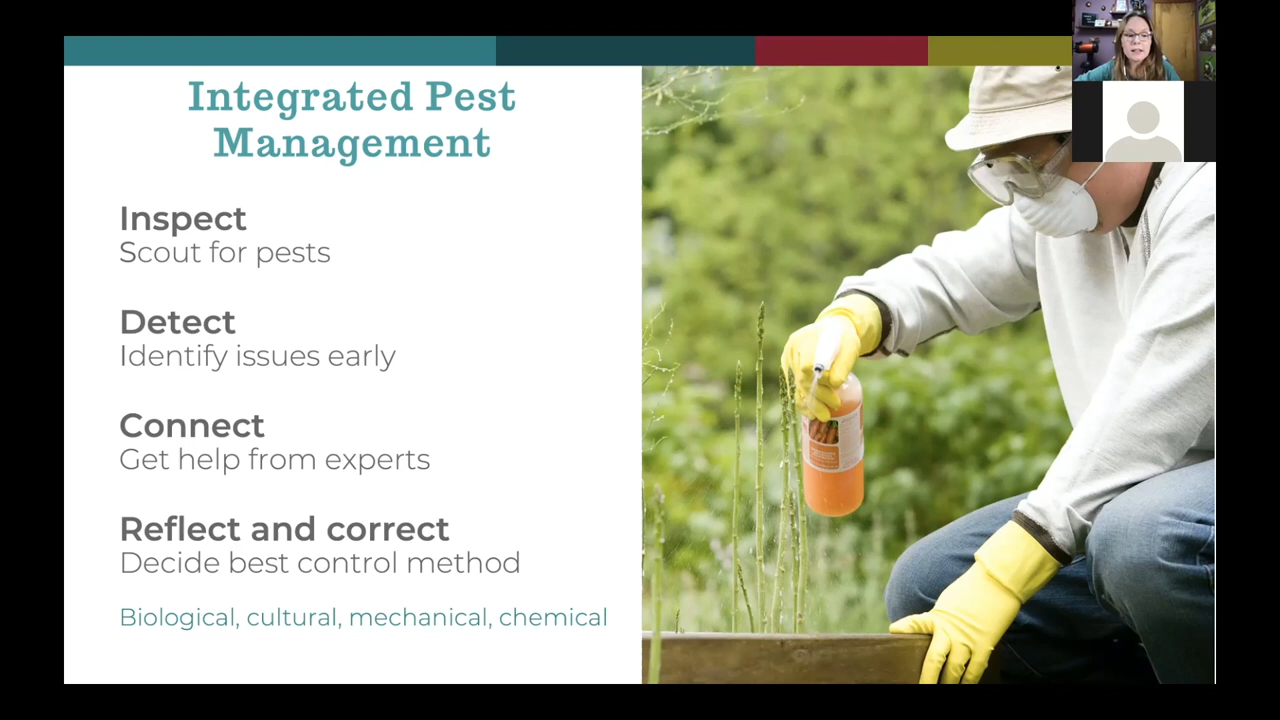 Integrated Pest
Management
Inspect
Scout for pests
Detect
Identify issues early
Connect
Get help from experts
Reflect and correct
Decide best control method
Biological, cultural, mechanical, chemical